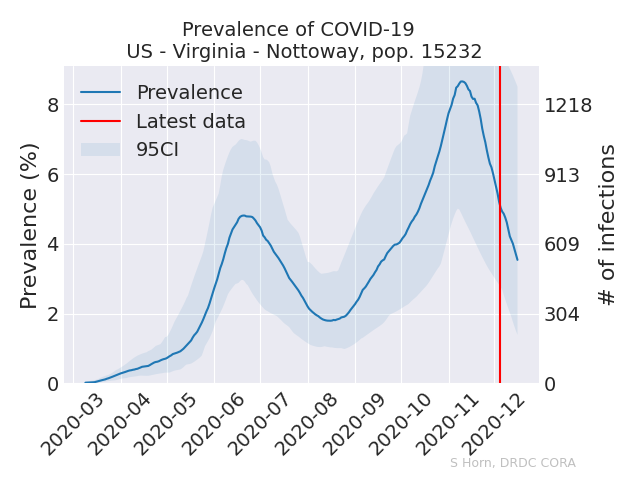 Prevalence of COVID-19
US - Virginia - Nottoway, pop. 15232
Prevalence
Latest data
95CI
Prevalence (%)
8
6
4
2
0
1218
913
609
304
0
# of infections
2020-03
2020-04
2020-05
2020-06
2020-07
2020-08
2020-09
2020-10
2020-11
2020-12
S Horn, DRDC CORA